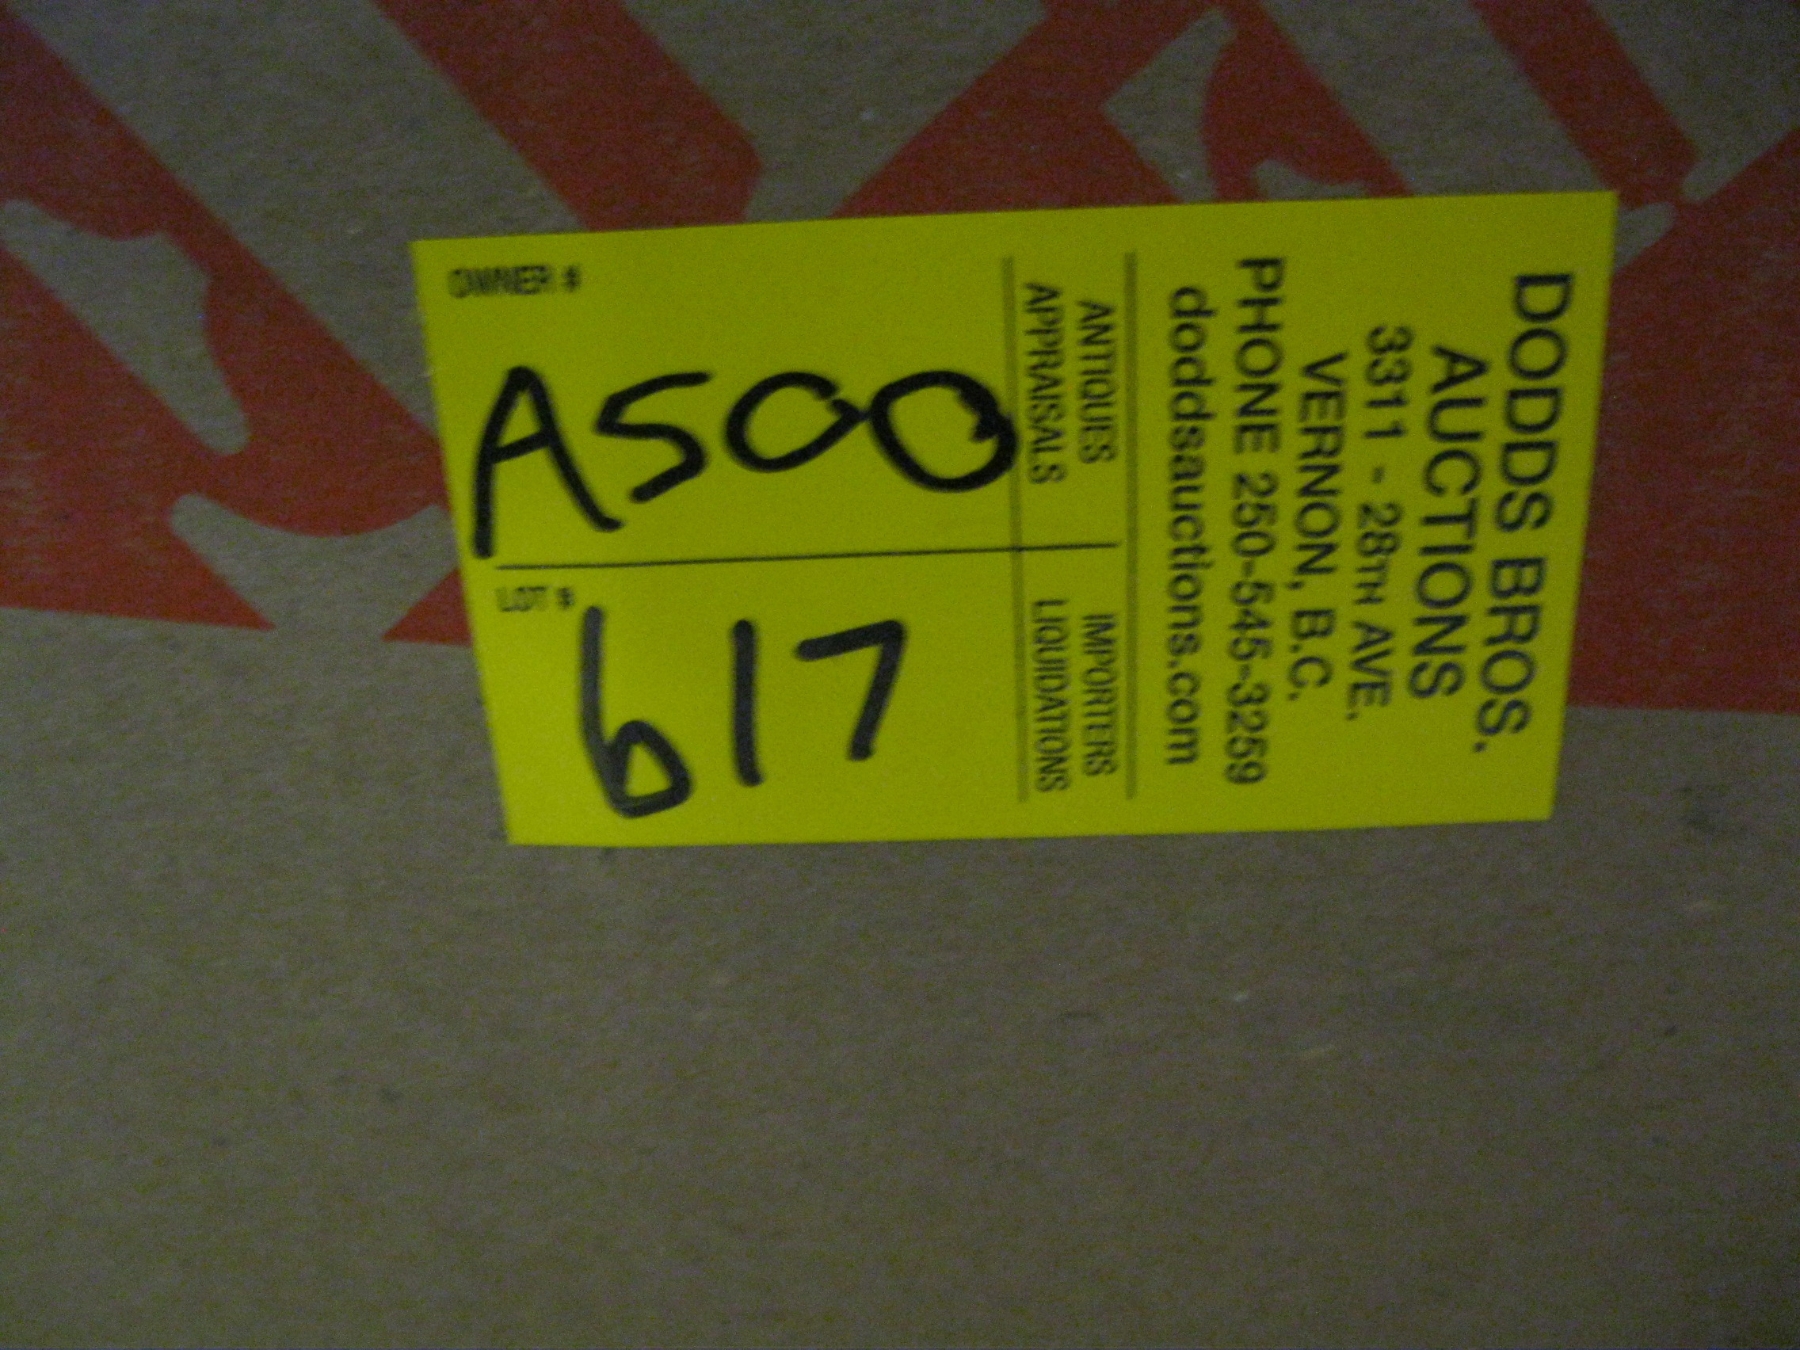 DODDS BROS.
AUCTIONS
3311 - 28TH AVE.
VERNON, B.C.
PHONE 250-545-3259
doddsauctions.com
ANTIQUES IMPORTERS
APPRAISALS LIQUIDATIONS
OWNER #
A500
LOT #
617